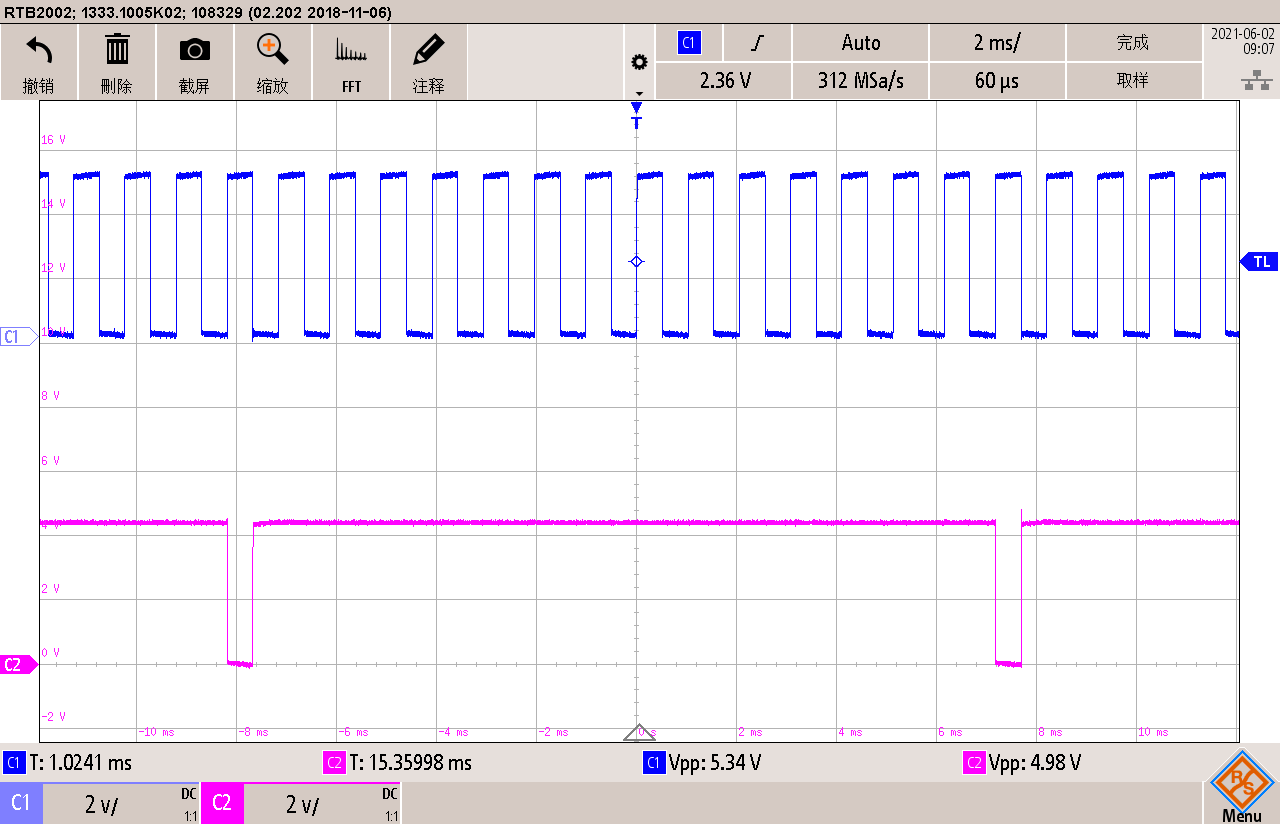 RTB2002; 1333.1005K02; 108329 (02.202 2018-11-06)
撤销 刪除 截屏 缩放 FFT 注释
C1 Auto 2 ms/ 完成
2.36 V 312 MSa/s 60 µs 取样
2021-06-02
09:07
T
16 V
14 V
12 V
TL
10 V
C1
8 V
6 V
4 V
2 V
0 V
C2
-2 V
-10 ms -8 ms -6 ms -4 ms -2 ms 0 s 2 ms 4 ms 6 ms 8 ms 10 ms
C1 T: 1.0241 ms C2 T: 15.35998 ms C1 Vpp: 5.34 V C2 Vpp: 4.98 V
C1 2 v/ DC 1:1 C2 2 v/ DC 1:1
R S
Menu